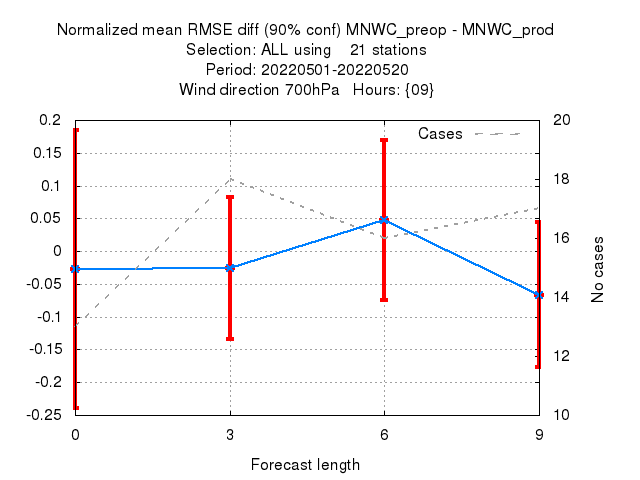 Normalized mean RMSE diff (90% conf) MNWC_preop - MNWC_prod
Selection: ALL using    21 stations
Period: 20220501-20220520
Wind direction 700hPa   Hours: {09}
Cases
0.2
0.15
0.1
0.05
0
-0.05
-0.1
-0.15
-0.2
-0.25
20
18
16
14
12
10
No cases
0 3 6 9
Forecast length